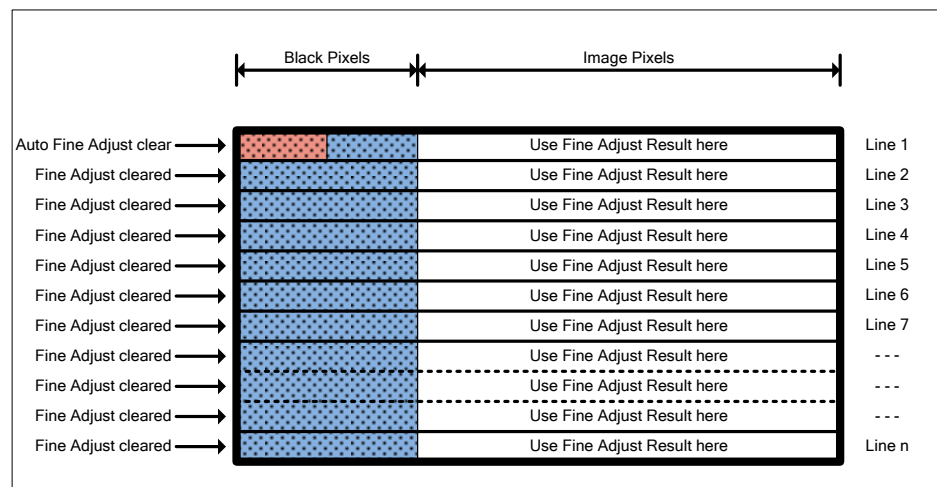 Black Pixels Image Pixels
Auto Fine Adjust clear Use Fine Adjust Result here Line 1
Fine Adjust cleared Use Fine Adjust Result here Line 2
Fine Adjust cleared Use Fine Adjust Result here Line 3
Fine Adjust cleared Use Fine Adjust Result here Line 4
Fine Adjust cleared Use Fine Adjust Result here Line 5
Fine Adjust cleared Use Fine Adjust Result here Line 6
Fine Adjust cleared Use Fine Adjust Result here Line 7
Fine Adjust cleared Use Fine Adjust Result here - - -
Fine Adjust cleared Use Fine Adjust Result here - - -
Fine Adjust cleared Use Fine Adjust Result here - - -
Fine Adjust cleared Use Fine Adjust Result here Line n